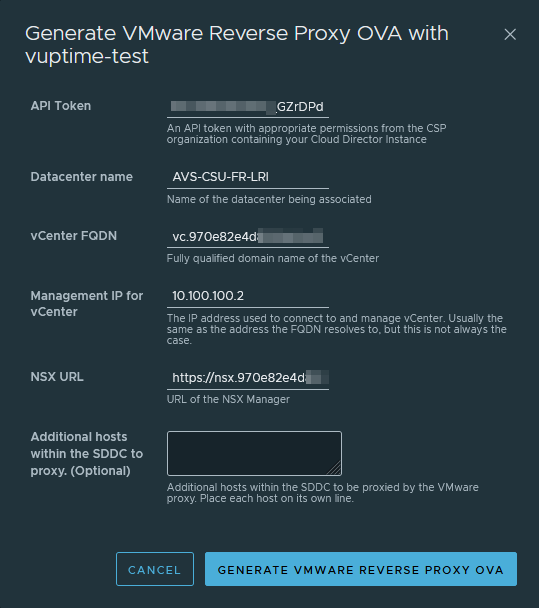 Generate VMware Reverse Proxy OVA with
vuptime-test
API Token
_GZrDPd
An API token with appropriate permissions from the CSP
organization containing your Cloud Director Instance
Datacenter name
AVS-CSU-FR-LRI
Name of the datacenter being associated
vCenter FQDN
vc.970e82e4d
Fully qualified domain name of the vCenter
Management IP for
vCenter
10.100.100.2
The IP address used to connect to and manage vCenter. Usually the
same as the address the FQDN resolves to, but this is not always the
case.
NSX URL
https://nsx.970e82e4d
URL of the NSX Manager
Additional hosts
within the SDDC to
proxy. (Optional)
Additional hosts within the SDDC to be proxied by the VMware
proxy. Place each host on its own line.
CANCEL
GENERATE VMWARE REVERSE PROXY OVA